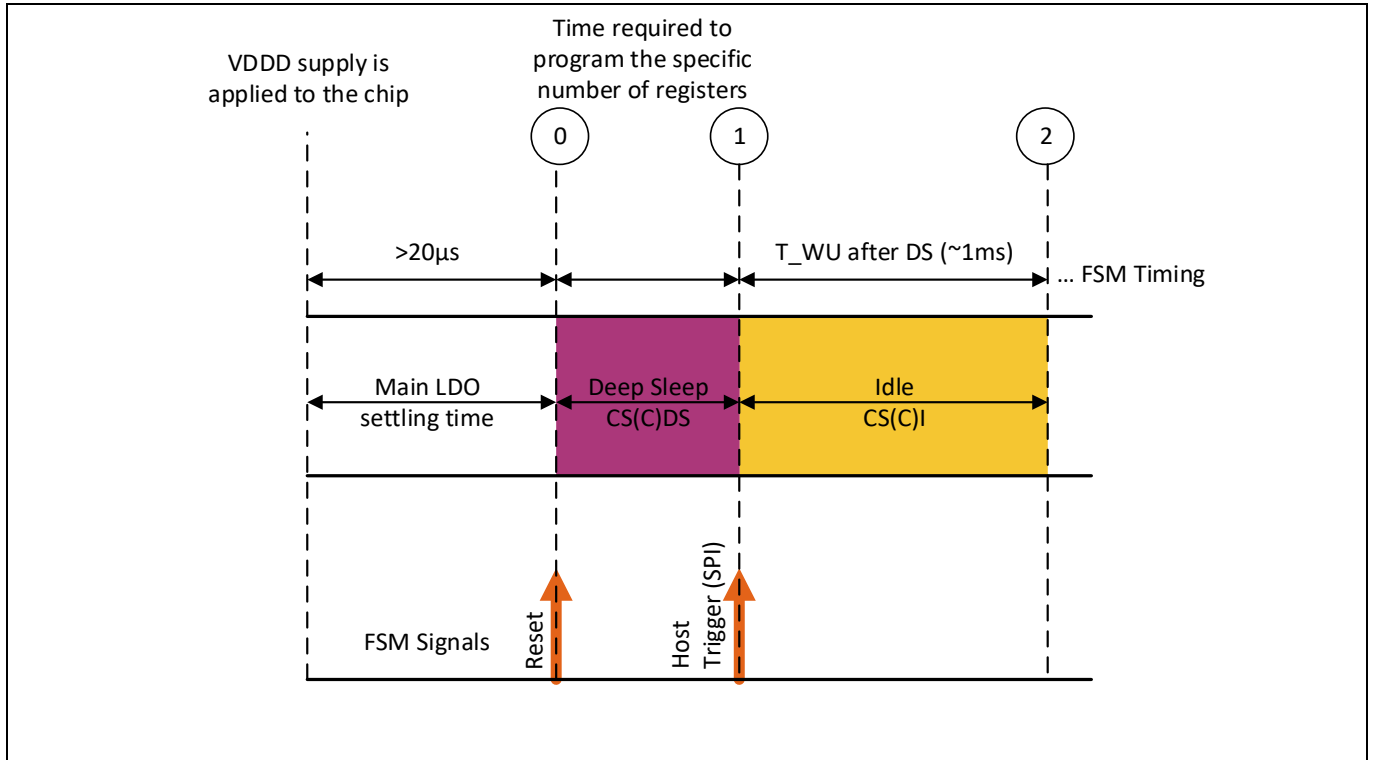 Time required to
program the specific
number of registers
VDDD supply is
applied to the chip
0
1
2
>20µs
T_WU after DS (~1ms)
... FSM Timing
Main LDO
settling time
Deep Sleep
CS(C)DS
Idle
CS(C)I
FSM Signals
Reset
Host
Trigger (SPI)